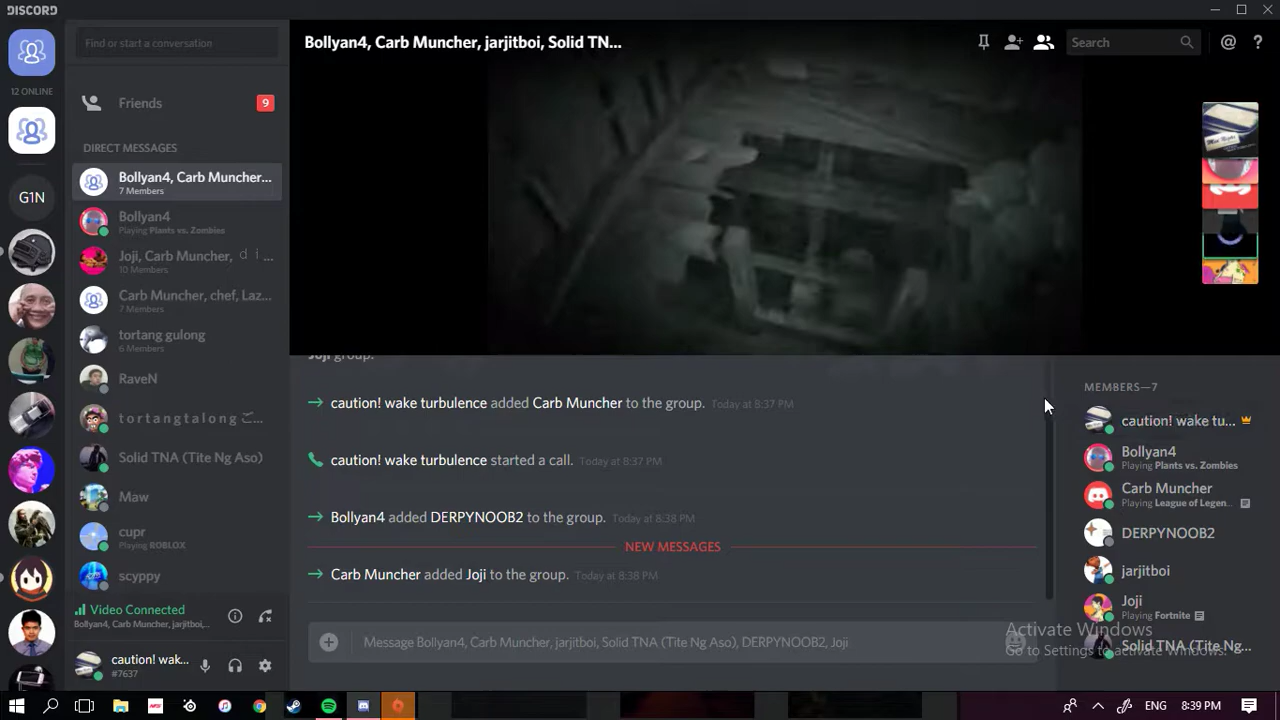 DISCORD
Find or start a conversation
Bollyan4, Carb Muncher, jarjitboi, Solid TN...
Search
12 ONLINE
Friends
9
DIRECT MESSAGES
Bollyan4, Carb Muncher...
7 Members
G1N
Bollyan4
Playing Plants vs. Zombies
Joji, Carb Muncher, d i ...
10 Members
Carb Muncher, chef, Laz...
7 Members
tortang gulong
6 Members
RaveN
t o r t a n g t a l o n g ご...
Solid TNA (Tite Ng Aso)
Maw
cupr
Playing ROBLOX
scyppy
Video Connected
Bollyan4, Carb Muncher, jarjitboi,...
caution! wak...
#7637
Joji group.
caution! wake turbulence added Carb Muncher to the group. Today at 8:37 PM
caution! wake turbulence started a call. Today at 8:37 PM
Bollyan4 added DERPYNOOB2 to the group. Today at 8:38 PM
NEW MESSAGES
Carb Muncher added Joji to the group. Today at 8:38 PM
Message Bollyan4, Carb Muncher, jarjitboi, Solid TNA (Tite Ng Aso), DERPYNOOB2, Joji
MEMBERS—7
caution! wake tu...
Bollyan4
Playing Plants vs. Zombies
Carb Muncher
Playing League of Legen...
DERPYNOOB2
jarjitboi
Joji
Playing Fortnite
Solid TNA (Tite Ng...
Activate Windows
Go to Settings to activate Windows.
ENG
8:39 PM